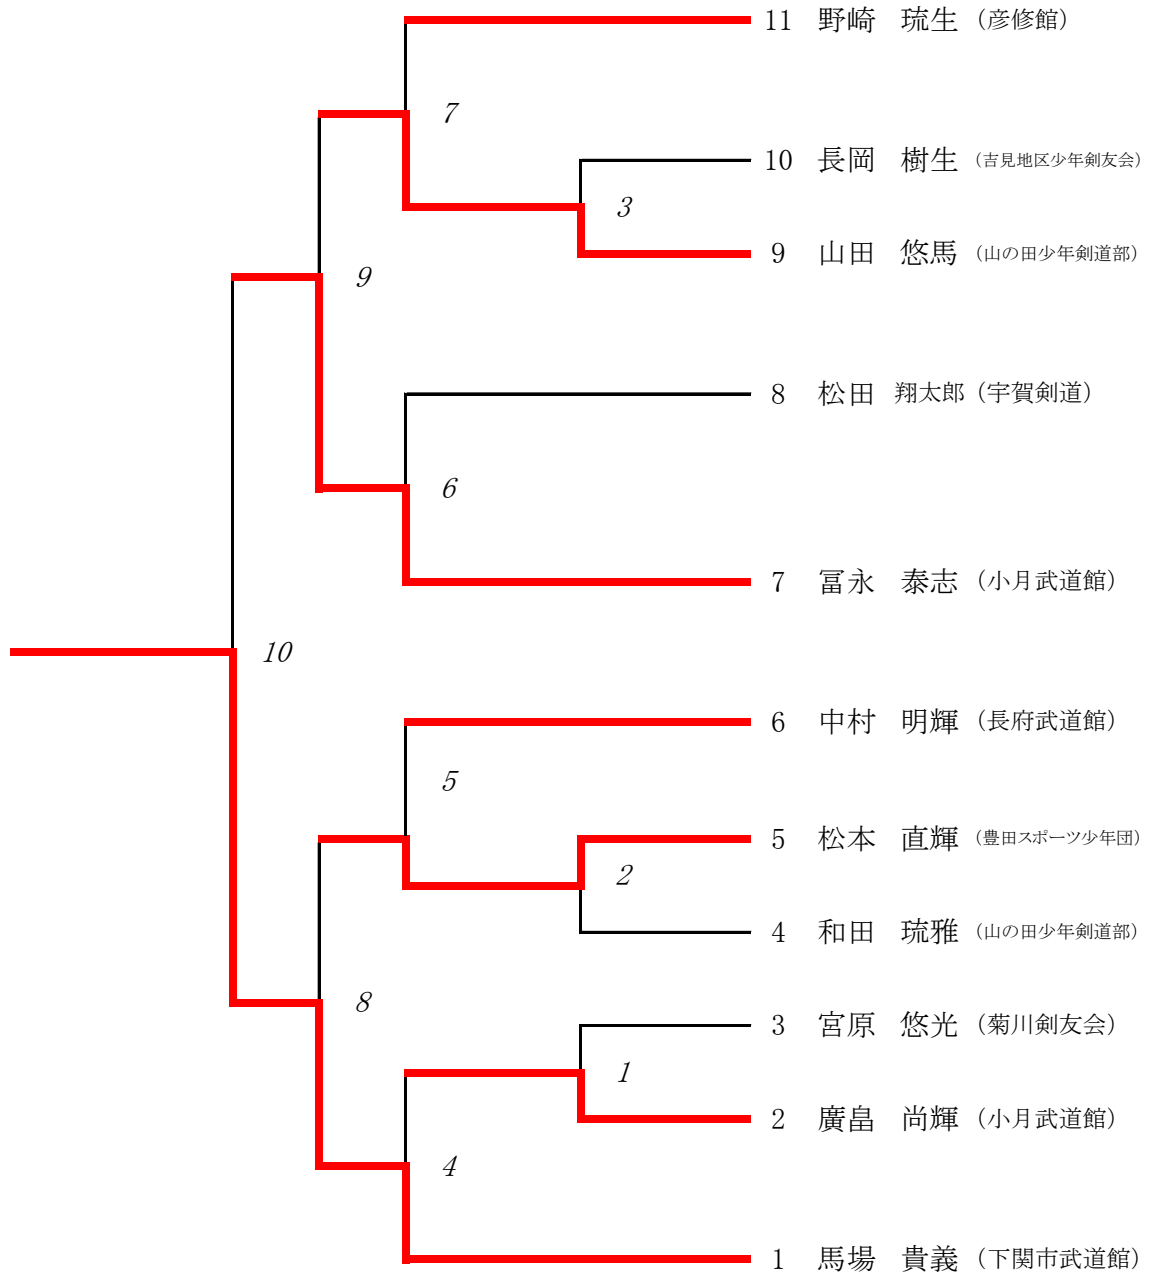 11 野崎 琉生 (彦修館)
7
10 長岡 樹生 (吉見地区少年剣友会)
3
9 山田 悠馬 (山の田少年剣道部)
9
8 松田 翔太郎 (宇賀剣道)
6
7 冨永 泰志 (小月武道館)
10
6 中村 明輝 (長府武道館)
5
5 松本 直輝 (豊田スポーツ少年団)
2
4 和田 琉雅 (山の田少年剣道部)
8
3 宮原 悠光 (菊川剣友会)
1
2 廣畠 尚輝 (小月武道館)
4
1 馬場 貴義 (下関市武道館)